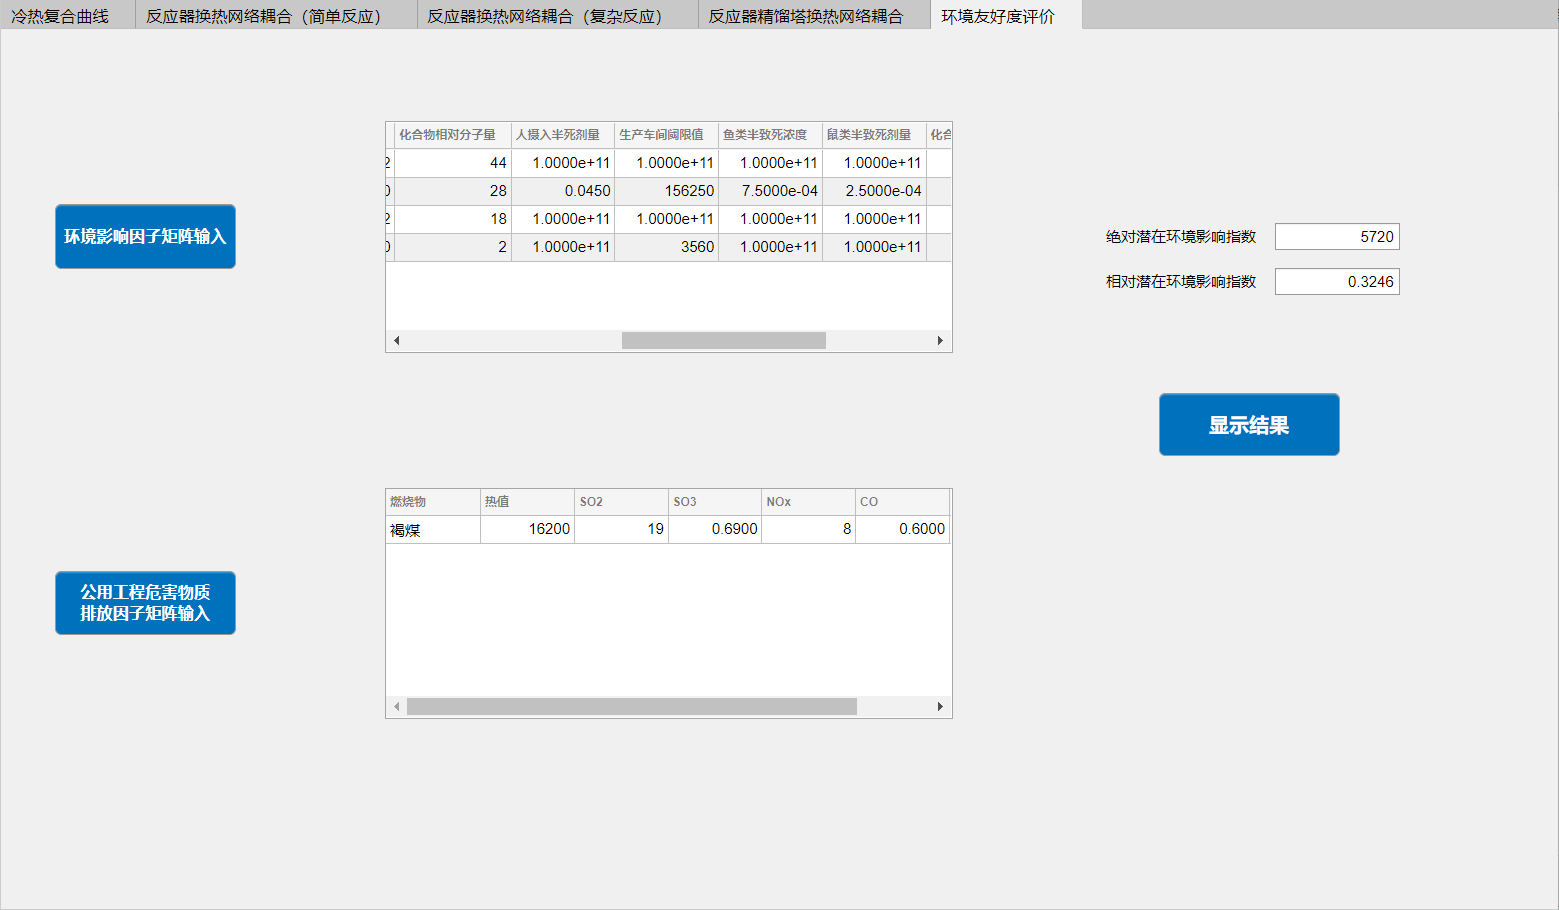 冷热复合曲线 反应器换热网络耦合（简单反应） 反应器换热网络耦合（复杂反应） 反应器精馏塔换热网络耦合 环境友好度评价
化合物相对分子量 人摄入半死剂量 生产车间阈限值 鱼类半致死浓度 鼠类半致死剂量 化合
2 44 1.0000e+11 1.0000e+11 1.0000e+11 1.0000e+11
0 28 0.0450 156250 7.5000e-04 2.5000e-04
2 18 1.0000e+11 1.0000e+11 1.0000e+11 1.0000e+11
0 2 1.0000e+11 3560 1.0000e+11 1.0000e+11
环境影响因子矩阵输入
绝对潜在环境影响指数 5720
相对潜在环境影响指数 0.3246
显示结果
燃烧物 热值 SO2 SO3 NOx CO
褐煤 16200 19 0.6900 8 0.6000
公用工程危害物质
排放因子矩阵输入